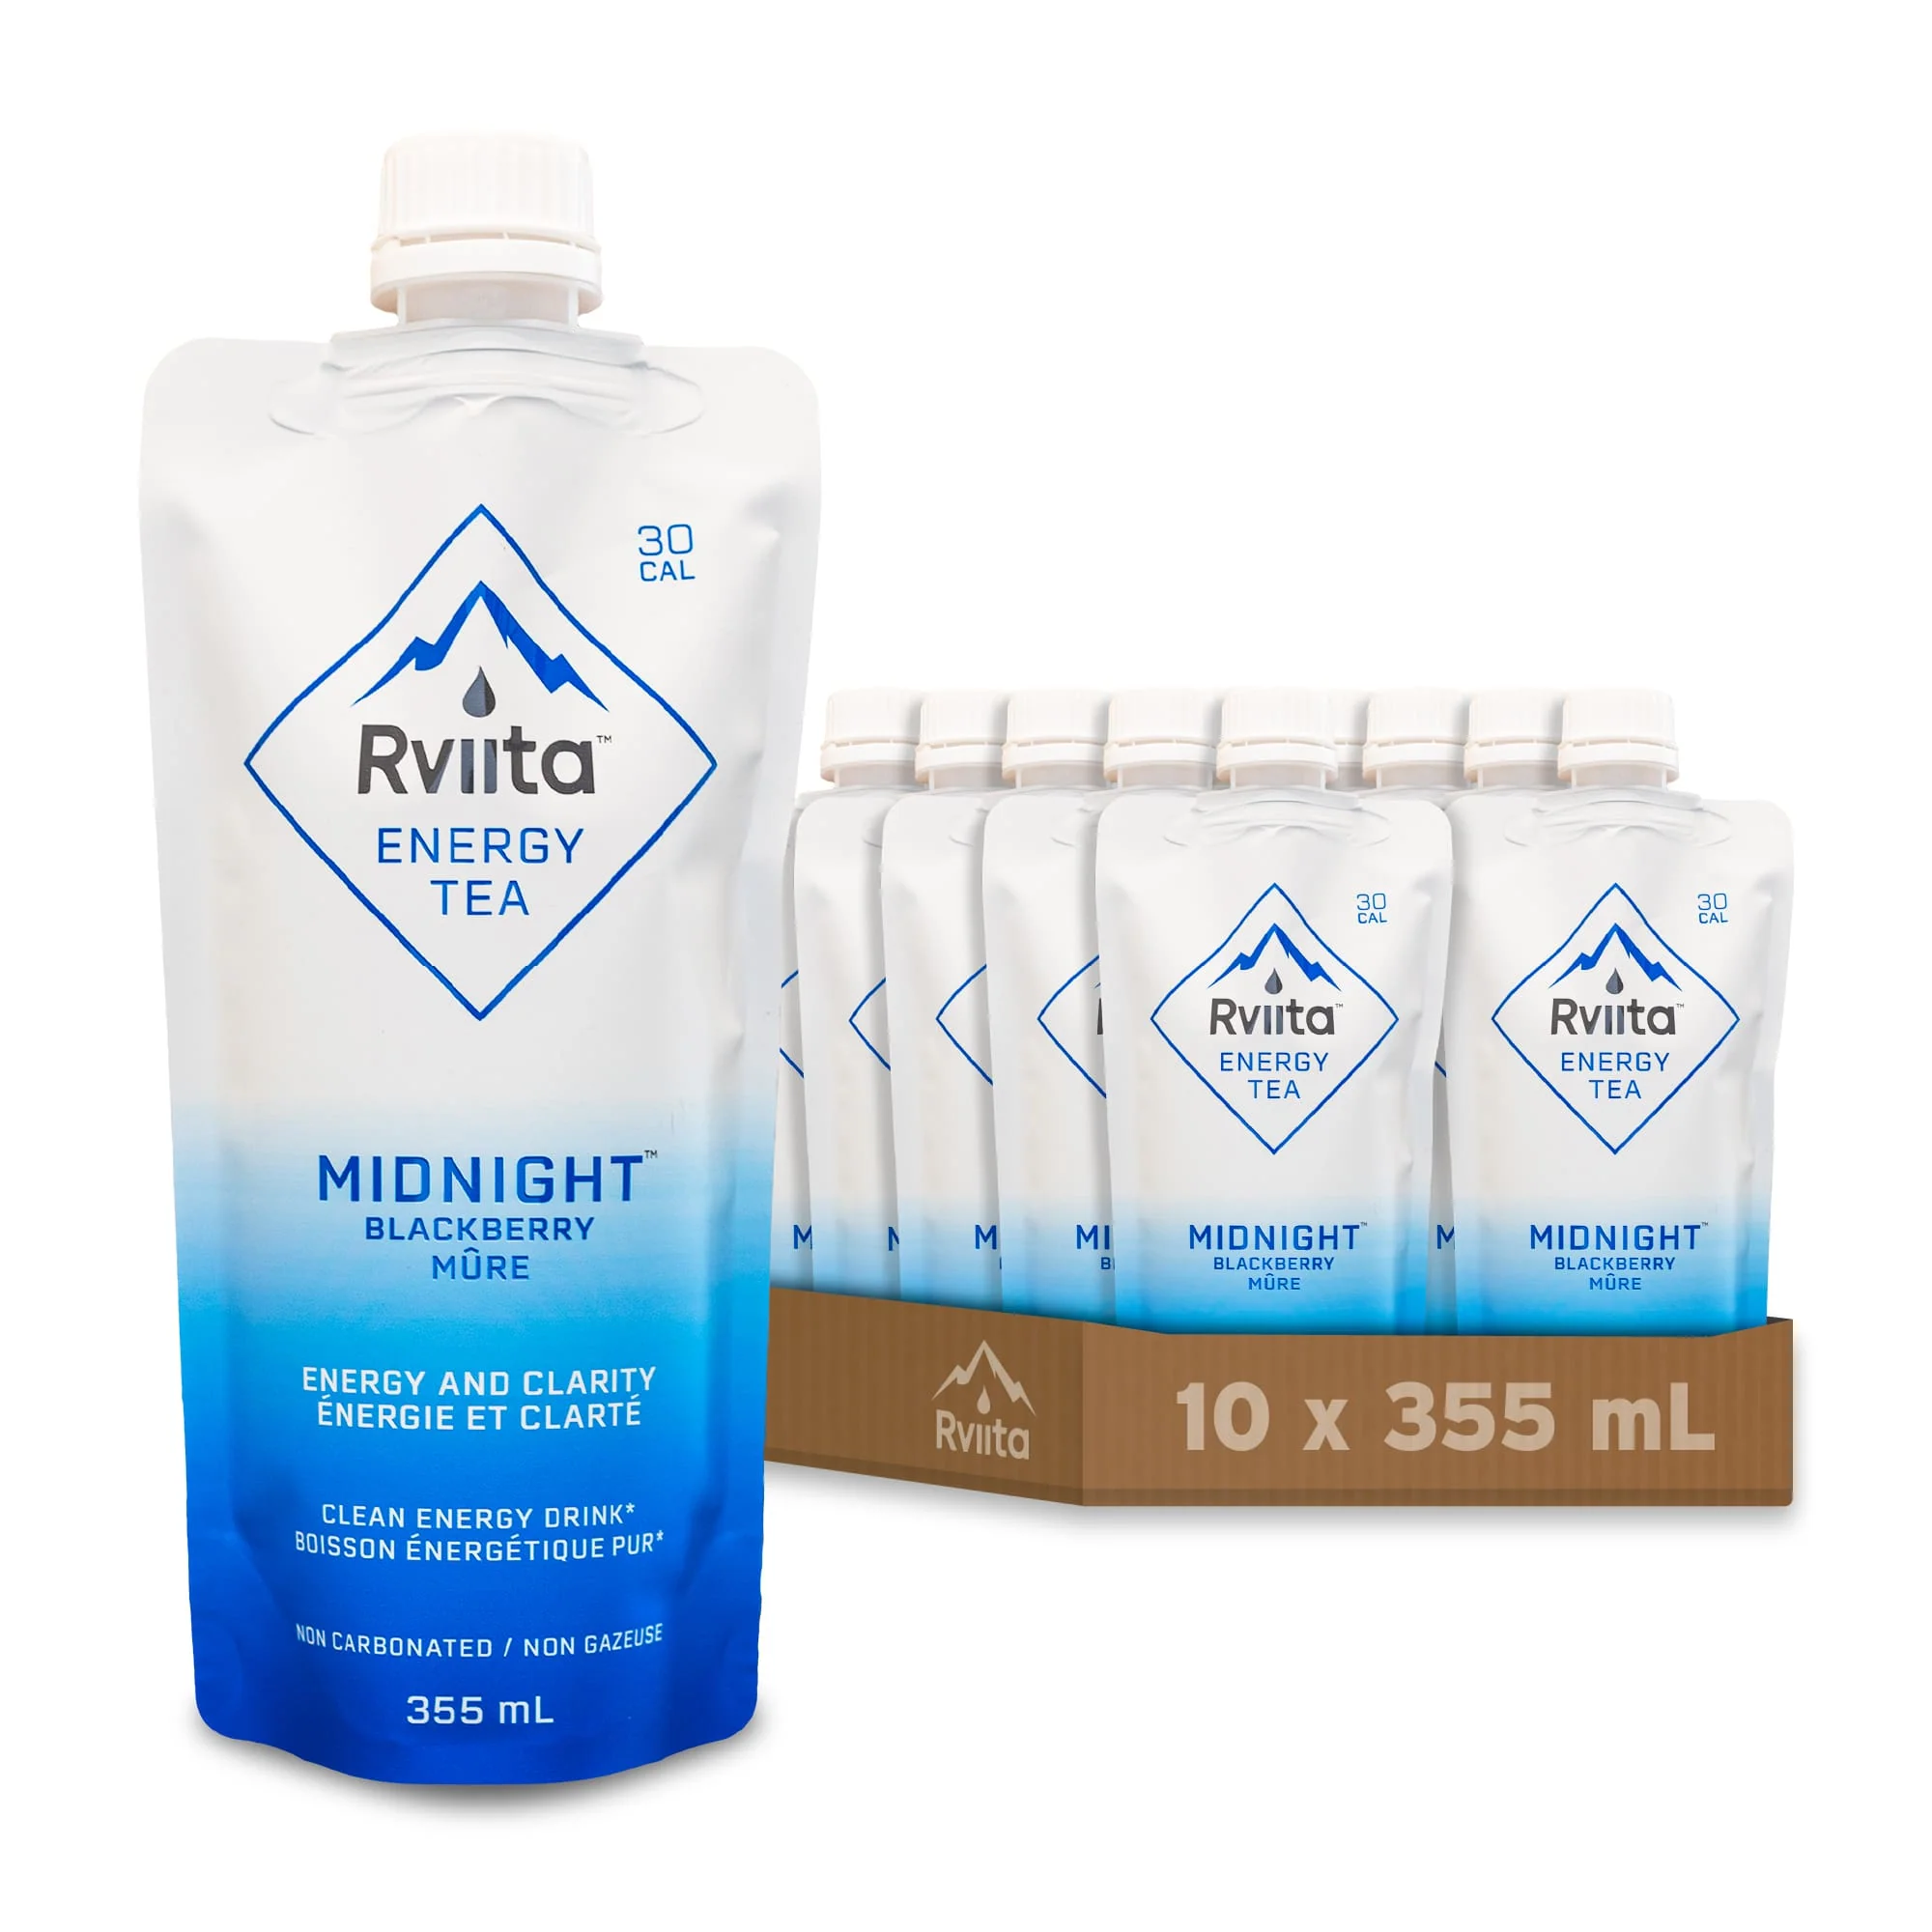 30
CAL
Rviita™
ENERGY
TEA
MIDNIGHT™
BLACKBERRY
MÛRE
ENERGY AND CLARITY
ÉNERGIE ET CLARTÉ
CLEAN ENERGY DRINK*
BOISSON ÉNERGÉTIQUE PUR*
NON CARBONATED / NON GAZEUSE
355 mL
30
CAL
Rviita™
ENERGY
TEA
MIDNIGHT™
BLACKBERRY
MÛRE
30
CAL
Rviita™
ENERGY
TEA
MIDNIGHT™
BLACKBERRY
MÛRE
Rviita
10 x 355 mL